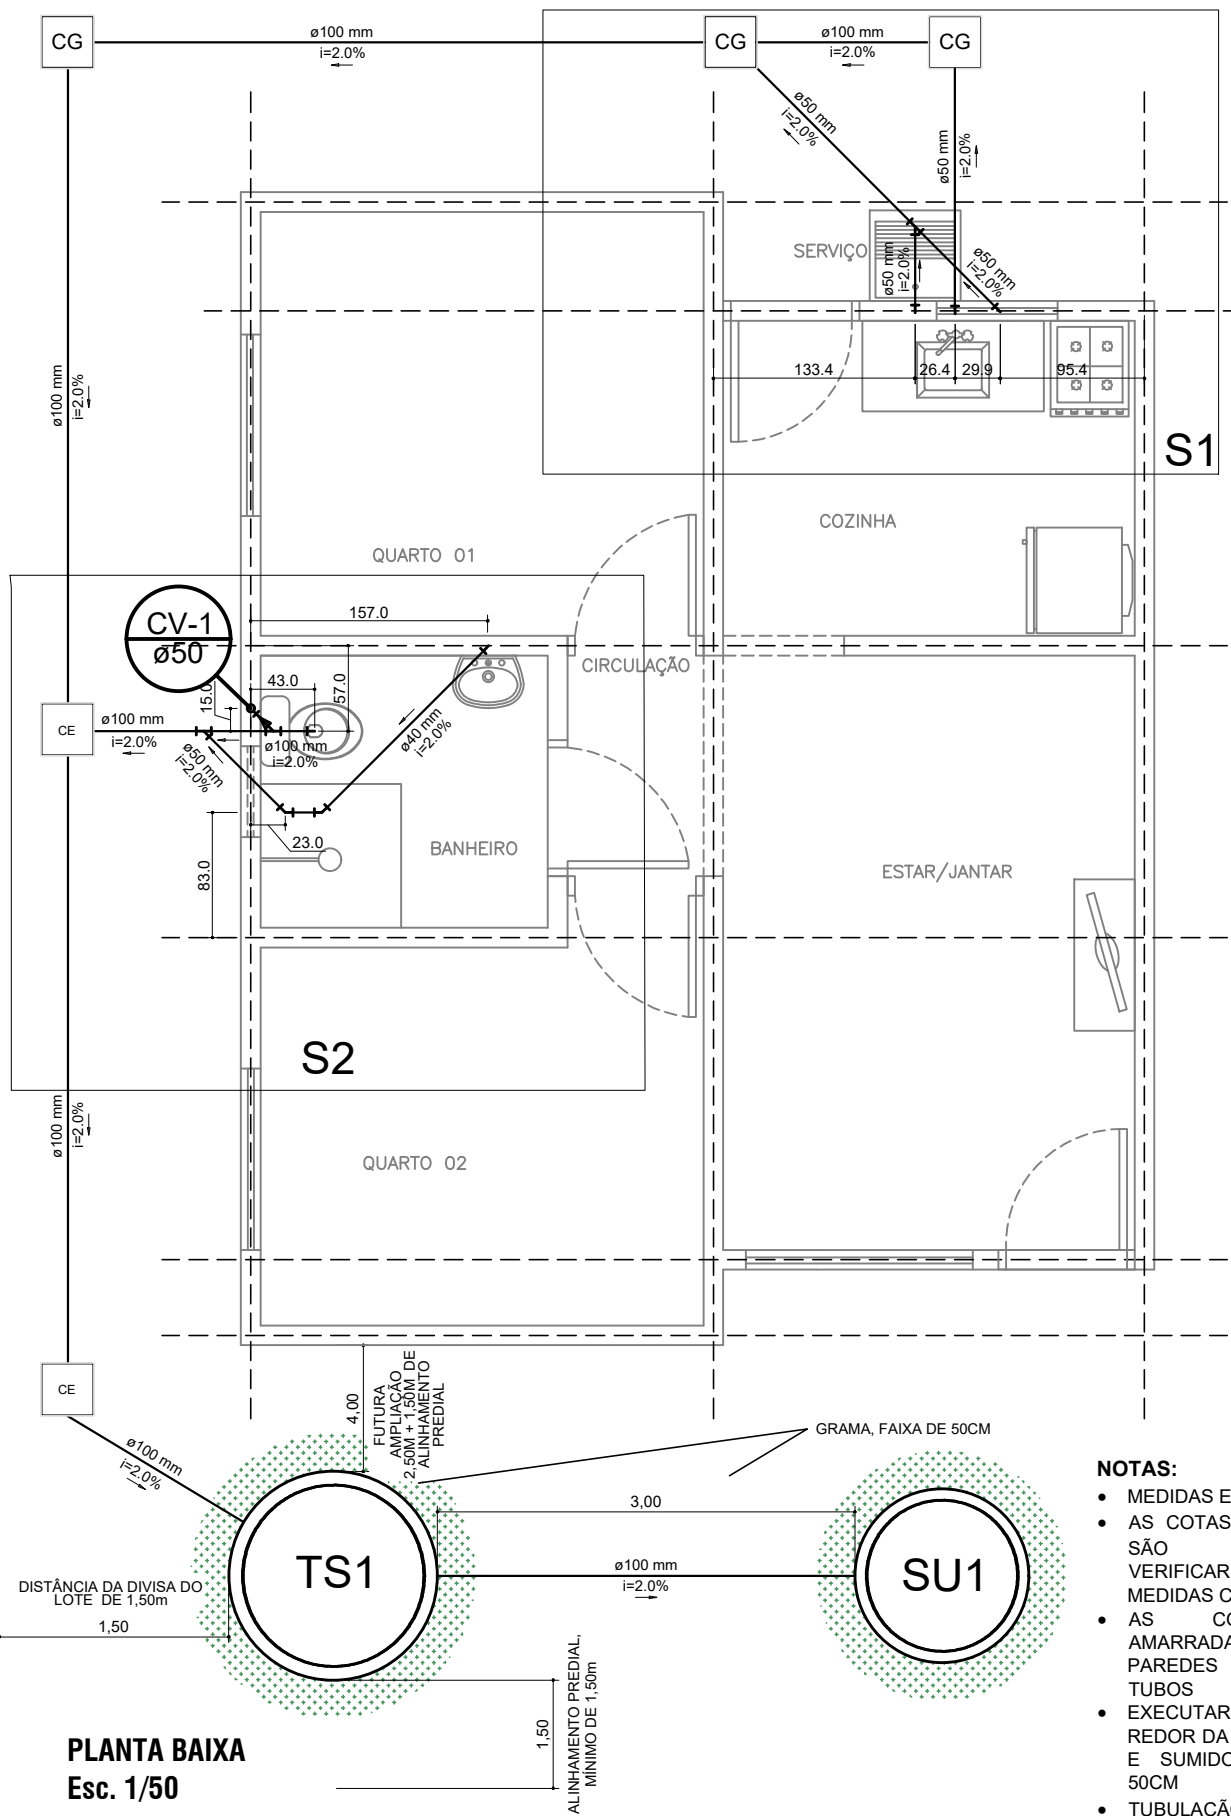 CG
ø100 mm
i=2.0%
CG
ø100 mm
i=2.0%
CG
ø50 mm
i=2.0%
ø50 mm
i=2.0%
SERVIÇO
ø50 mm
i=2.0%
ø50 mm
i=2.0%
133.4
26.4
29.9
95.4
ø100 mm
i=2.0%
S1
COZINHA
QUARTO 01
157.0
CV-1
ø50
CIRCULAÇÃO
43.0
57.0
15.0
CE
ø100 mm
i=2.0%
ø100 mm
i=2.0%
ø50 mm
i=2.0%
ø40 mm
i=2.0%
23.0
83.0
BANHEIRO
ESTAR/JANTAR
S2
ø100 mm
i=2.0%
QUARTO 02
CE
ø100 mm
i=2.0%
4,00
FUTURA
AMPLIAÇÃO
2,50M + 1,50M DE
ALINHAMENTO
PREDIAL
GRAMA, FAIXA DE 50CM
3,00
TS1
ø100 mm
i=2.0%
SU1
DISTÂNCIA DA DIVISA DO
LOTE DE 1,50m
1,50
1,50
ALINHAMENTO PREDIAL,
MÍNIMO DE 1,50m
PLANTA BAIXA
Esc. 1/50
NOTAS:
• MEDIDAS E
• AS COTAS
SÃO
VERIFICAR
MEDIDAS C
• AS CO
AMARRADA
PAREDES
TUBOS
• EXECUTAR
REDOR DA
E SUMIDO
50CM
• TUBULAÇÃO